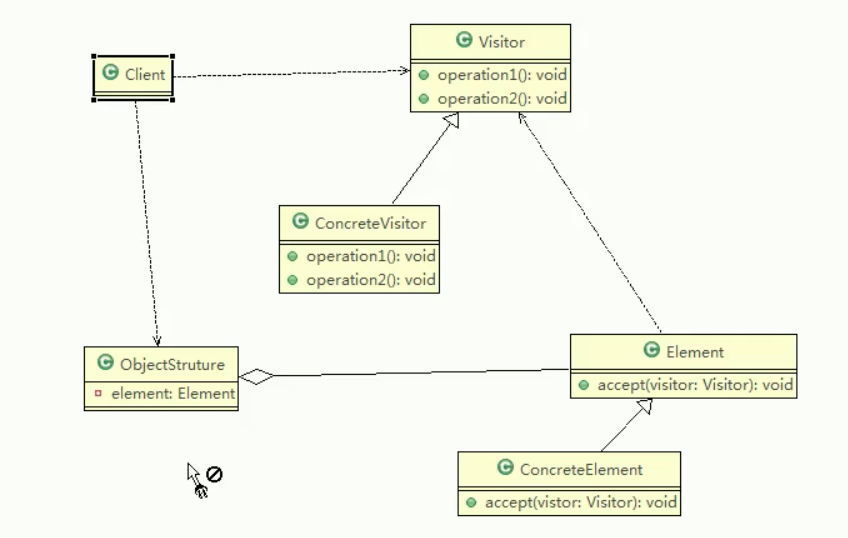 Visitor
operation1(): void
operation2(): void
Client
ConcreteVisitor
operation1(): void
operation2(): void
ObjectStruture
element: Element
Element
accept(visitor: Visitor): void
ConcreteElement
accept(vistor: Visitor): void